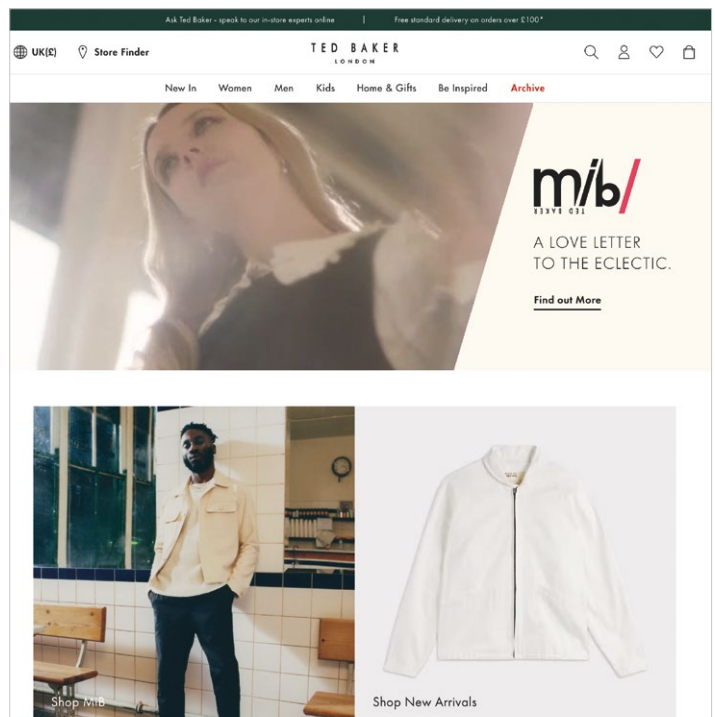 Ask Ted Baker - speak to our in-store experts online | Free standard delivery on orders over £100*
UK(£) Store Finder
TED BAKER
LONDON
New In Women Men Kids Home & Gifts Be Inspired Archive
mib/
TED BAKER
A LOVE LETTER
TO THE ECLECTIC.
Find out More
Shop MIB
Shop New Arrivals